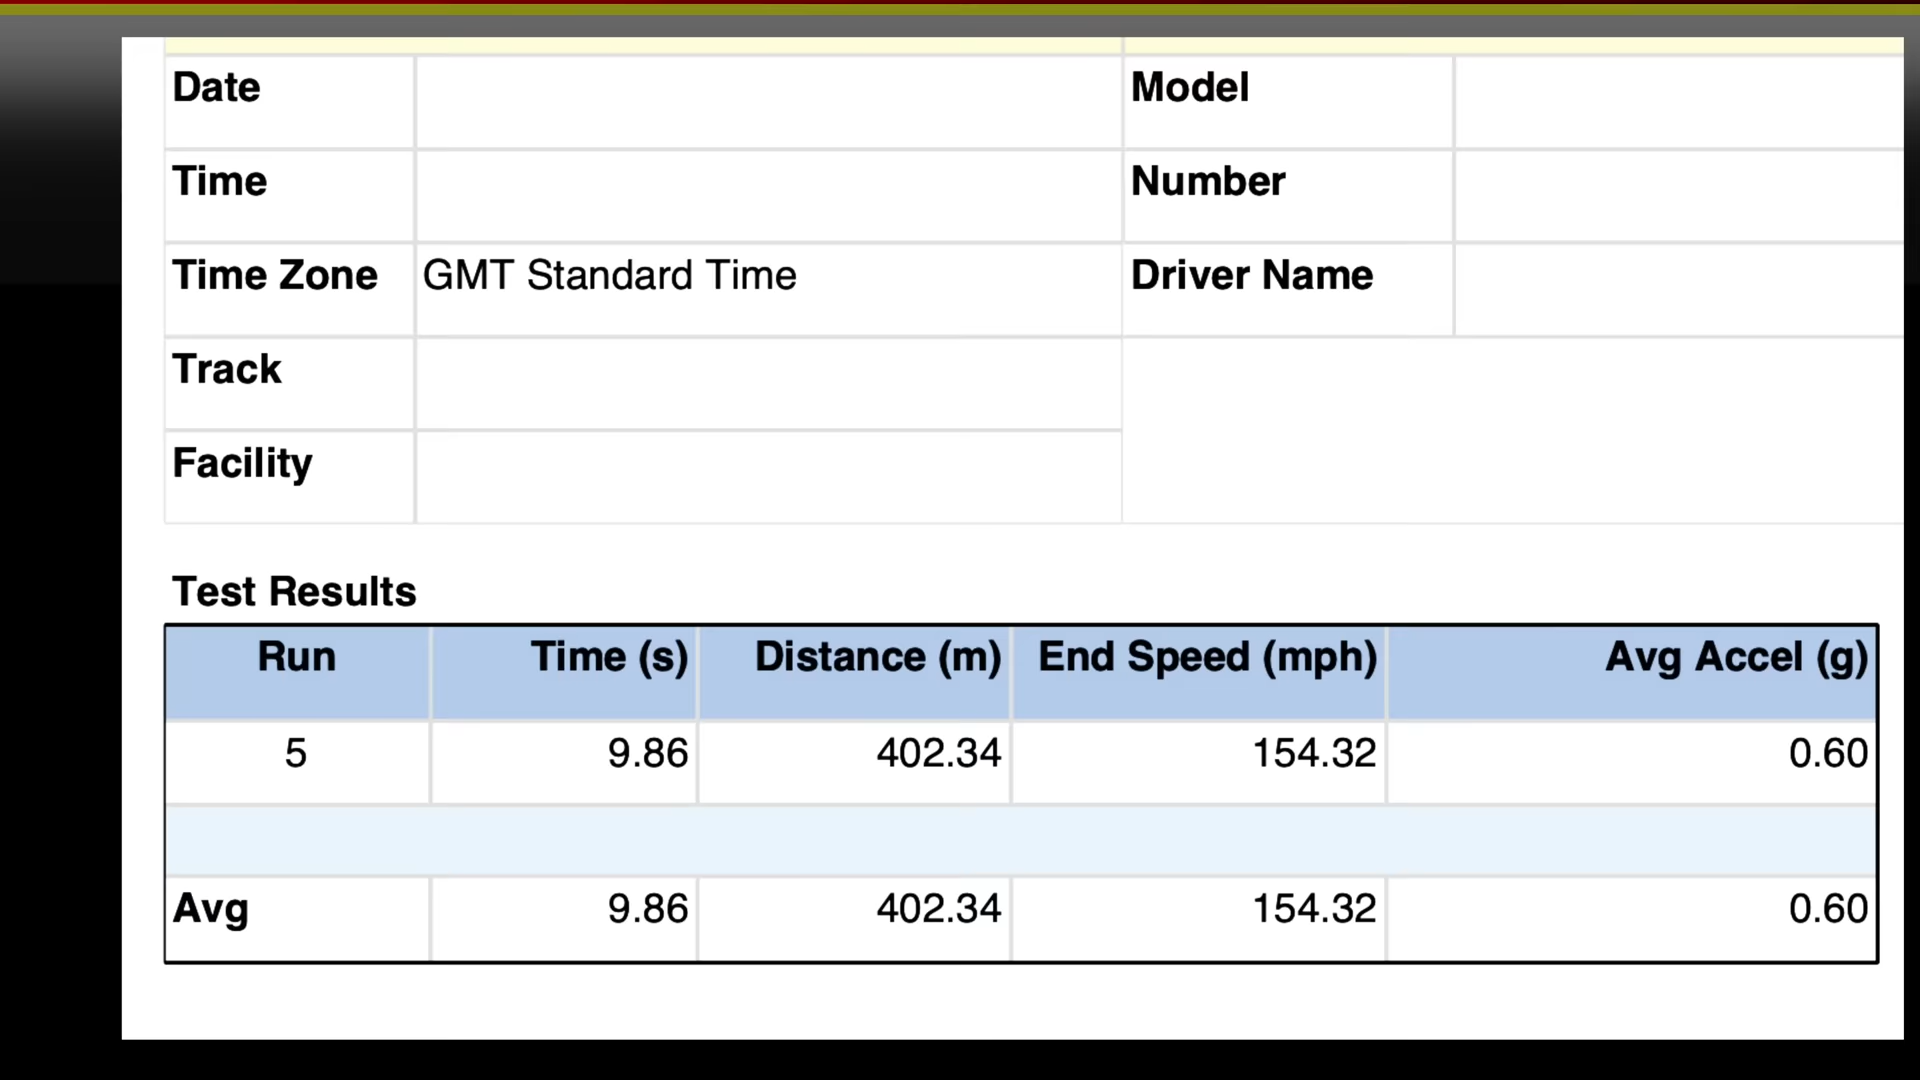 Date Model
Time Number
Time Zone GMT Standard Time Driver Name
Track
Facility
Test Results
Run Time (s) Distance (m) End Speed (mph) Avg Accel (g)
5 9.86 402.34 154.32 0.60
Avg 9.86 402.34 154.32 0.60